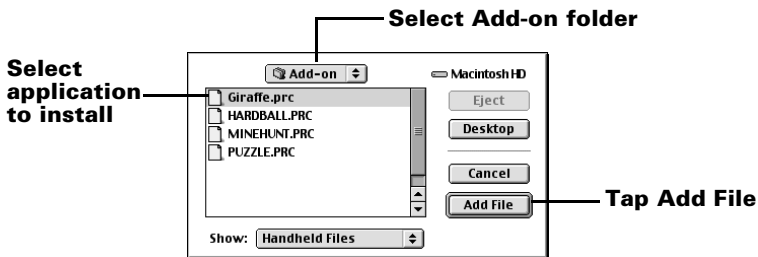 Select Add-on folder
Select
application
to install
Add-on
Macintosh HD
Giraffe.prc
HARDBALL.PRC
MINEHUNT.PRC
PUZZLE.PRC
Eject
Desktop
Cancel
Add File
Tap Add File
Show: Handheld Files